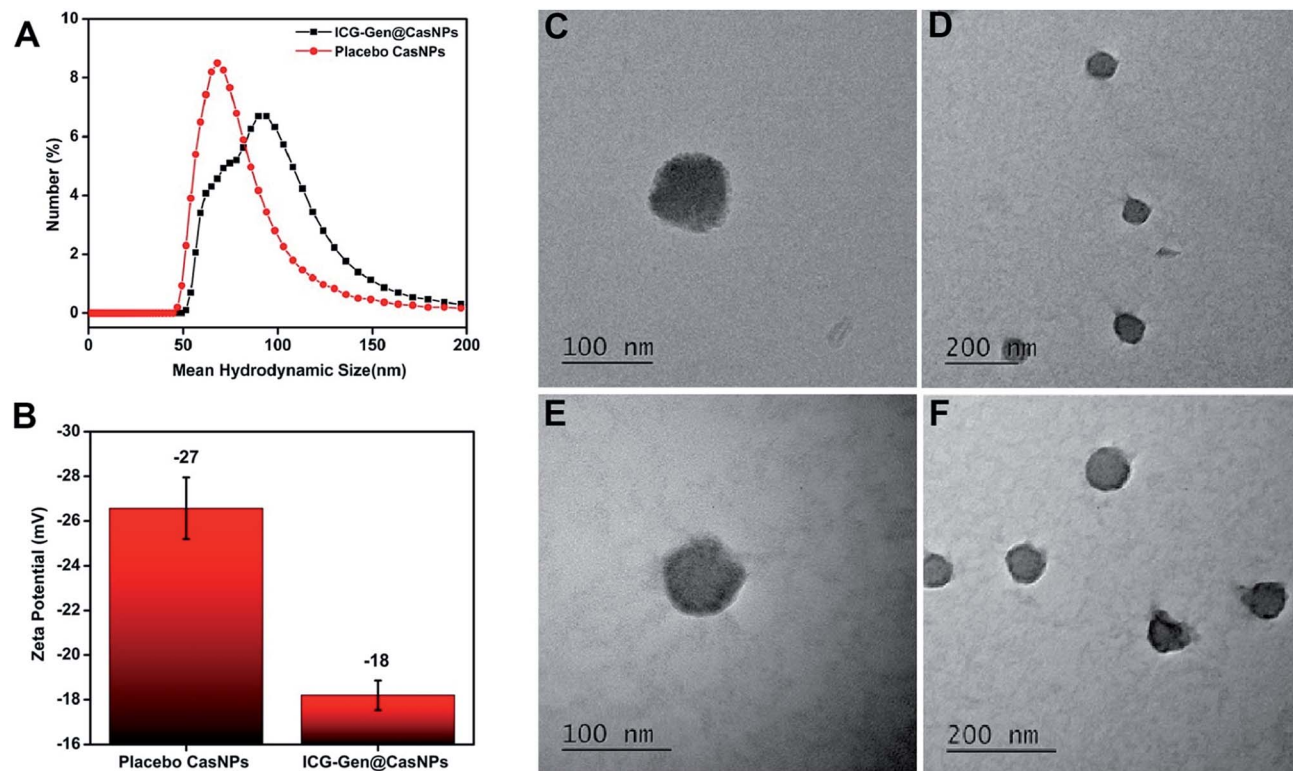 A
10
8
6
4
2
0
Number (%)
ICG-Gen@CasNPs
Placebo CasNPs
0 50 100 150 200
Mean Hydrodynamic Size(nm)
B
-30
-28
-26
-24
-22
-20
-18
-16
Zeta Potential (mV)
-27
-18
Placebo CasNPs ICG-Gen@CasNPs
C
100 nm
D
200 nm
E
100 nm
F
200 nm